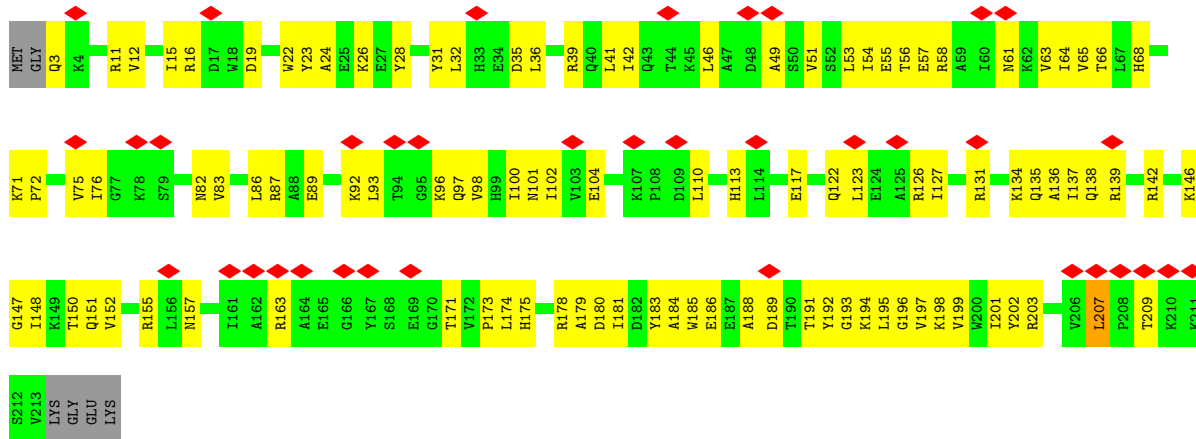 MET GLY Q3 K4 R11 V12 I15 R16 D17 W18 D19 W22 Y23 A24 E25 K26 E27 Y28 Y31 L32 H33 E34 D35 L36 R39 Q40 L41 I42 Q43 T44 K45 L46 A47 D48 A49 S50 V51 S52 L53 I54 E55 T56 E57 R58 A59 I60 N61 K62 V63 I64 V65 T66 L67 H68
K71 P72 V75 I76 G77 K78 S79 N82 V83 L86 R87 A88 E89 K92 L93 T94 G95 K96 Q97 V98 H99 I100 N101 I102 V103 E104 K107 P108 D109 L110 H113 L114 E117 Q122 L123 E124 A125 R126 I127 R131 K134 Q135 A136 I137 Q138 R139 R142 K146
G147 I148 K149 T150 Q151 V152 R155 L156 N157 I161 A162 R163 A164 E165 G166 Y167 S168 E169 G170 T171 V172 P173 L174 H175 R178 A179 D180 I181 D182 Y183 A184 W185 E186 E187 A188 D189 T190 T191 Y192 G193 K194 L195 G196 V197 K198 V199 W200 I201 Y202 R203 V206 L207 P208 T209 K210 K211
S212 V213 LYS GLY GLU LYS